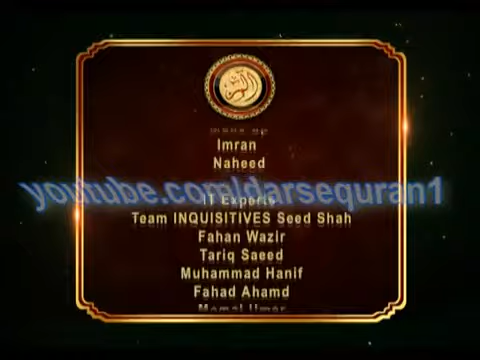 Imran
Naheed
youtube.com/darsequran1
IT Experts
Team INQUISITIVES Seed Shah
Fahan Wazir
Tariq Saeed
Muhammad Hanif
Fahad Ahamd